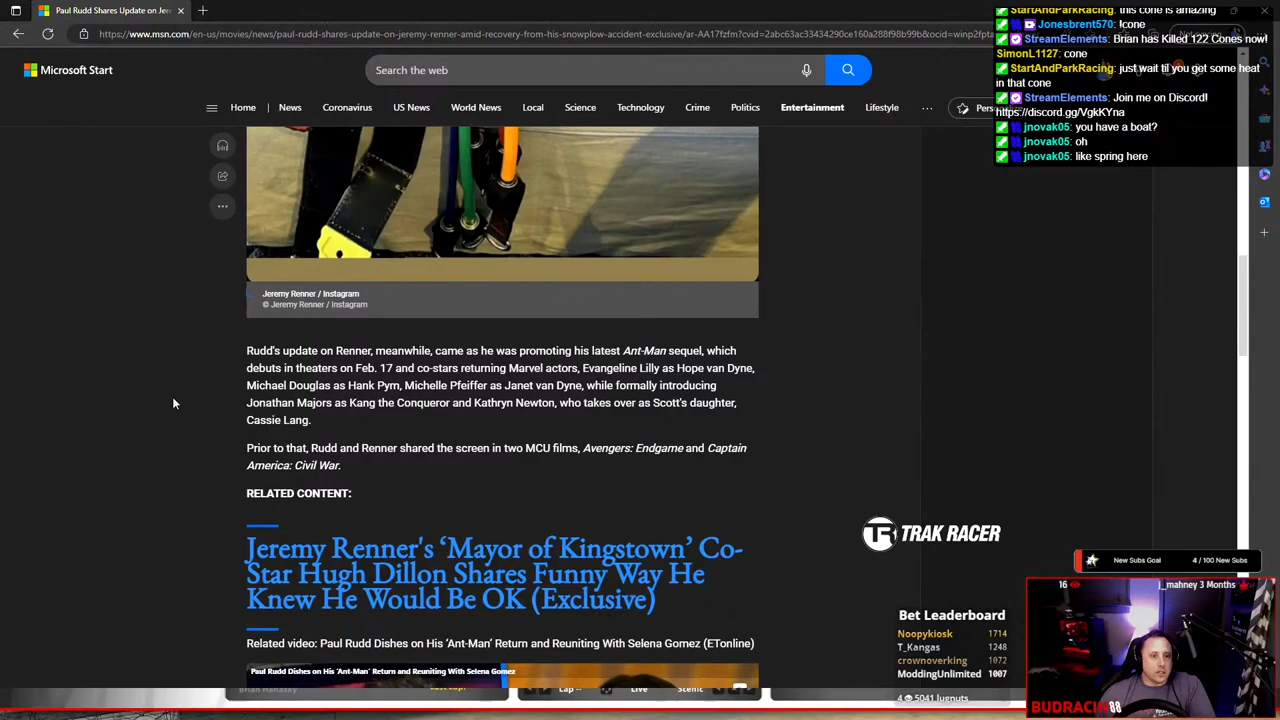 Paul Rudd Shares Update on Jer
https://www.msn.com/en-us/movies/news/paul-rudd-shares-update-on-jeremy-renner-amid-recovery-from-his-snowplow-accident-exclusive/ar-AA17fzfm?cvid=2abc63ac33434290ce160a288f98b99b&ocid=winp2fpta
Microsoft Start
Search the web
Home
News
Coronavirus
US News
World News
Local
Science
Technology
Crime
Politics
Entertainment
Lifestyle
StartAndParkRacing: this cone is amazing
Jonesbrent570: !cone
StreamElements: Brian has Killed 122 Cones now!
SimonL1127: cone
StartAndParkRacing: just wait til you get some heat
in that cone
StreamElements: Join me on Discord!
https://discord.gg/VgkKYna
jnovak05: you have a boat?
jnovak05: oh
jnovak05: like spring here
Jeremy Renner / Instagram
© Jeremy Renner / Instagram
Rudd's update on Renner, meanwhile, came as he was promoting his latest Ant-Man sequel, which
debuts in theaters on Feb. 17 and co-stars returning Marvel actors, Evangeline Lilly as Hope van Dyne,
Michael Douglas as Hank Pym, Michelle Pfeiffer as Janet van Dyne, while formally introducing
Jonathan Majors as Kang the Conqueror and Kathryn Newton, who takes over as Scott's daughter,
Cassie Lang.
Prior to that, Rudd and Renner shared the screen in two MCU films, Avengers: Endgame and Captain
America: Civil War.
RELATED CONTENT:
Jeremy Renner's ‘Mayor of Kingstown’ Co-
Star Hugh Dillon Shares Funny Way He
Knew He Would Be OK (Exclusive)
Related video: Paul Rudd Dishes on His ‘Ant-Man’ Return and Reuniting With Selena Gomez (ETonline)
Paul Rudd Dishes on His ‘Ant-Man’ Return and Reuniting With Selena Gomez
TR TRAK RACER
New Subs Goal
4 / 100 New Subs
16
j_mahney 3 Months
Bet Leaderboard
Noopykiosk 1714
T_Kangas 1248
crownoverking 1072
ModdingUnlimited 1007
5041 lugnuts
Lap
Live
BUDRACIN88